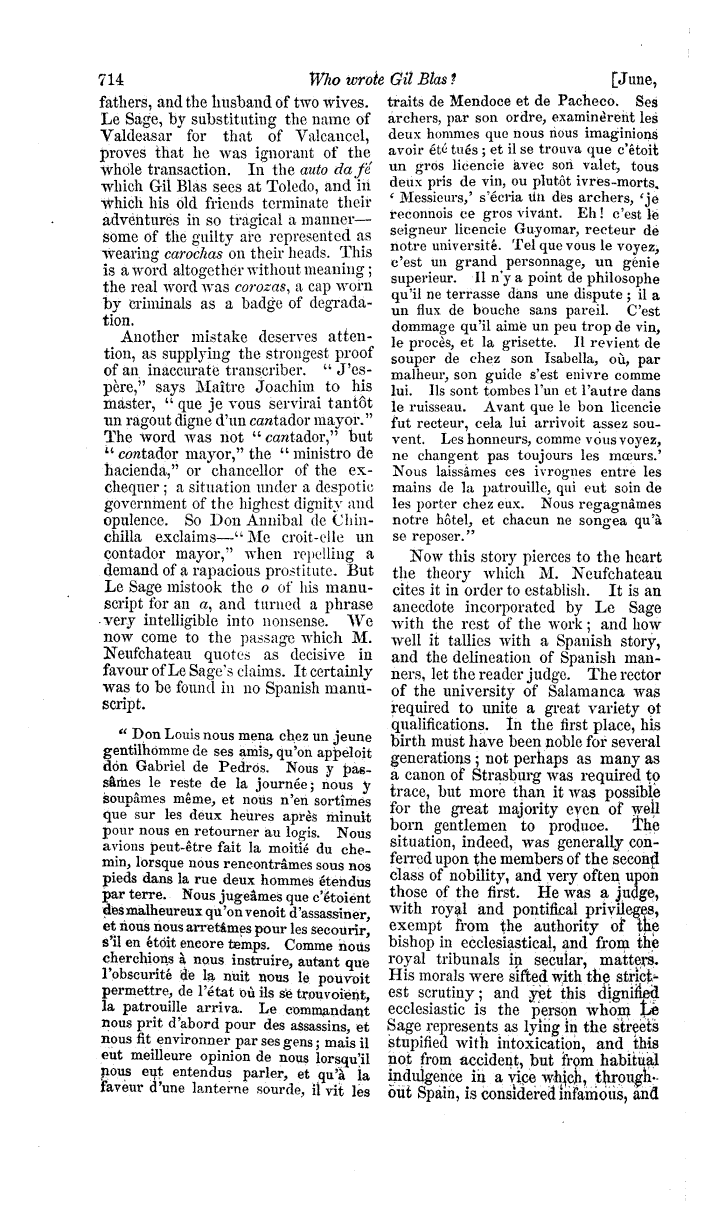 714 Who wrote Gil Blas? [June,
fathers, and the husband of two wives.
Le Sage, by substituting the name of
Valdeasar for that of Valcancel,
proves that he was ignorant of the
whole transaction. In the auto da fé
which Gil Blas sees at Toledo, and in
which his old friends terminate their
adventures in so tragical a manner—
some of the guilty are represented as
wearing carochas on their heads. This
is a word altogether without meaning;
the real word was corozas, a cap worn
by criminals as a badge of degrada-
tion.
Another mistake deserves atten-
tion, as supplying the strongest proof
of an inaccurate transcriber. "J'es-
père," says Maître Joachim to his
master, "que je vous servirai tantôt
un ragout digne d'un cantador mayor."
The word was not "cantador," but
"contador mayor," the "ministro de
hacienda," or chancellor of the ex-
chequer; a situation under a despotic
government of the highest dignity and
opulence. So Don Annibal de Chin-
chilla exclaims—"Me croit-elle un
contador mayor," when repelling a
demand of a rapacious prostitute. But
Le Sage mistook the o of his manu-
script for an a, and turned a phrase
very intelligible into nonsense. We
now come to the passage which M.
Neufchateau quotes as decisive in
favour of Le Sage's claims. It certainly
was to be found in no Spanish manu-
script.
"Don Louis nous mena chez un jeune
gentilhomme de ses amis, qu'on appeloit
don Gabriel de Pedros. Nous y pas-
sâmes le reste de la journée; nous y
soupâmes même, et nous n'en sortîmes
que sur les deux heures après minuit
pour nous en retourner au logis. Nous
avions peut-être fait la moitié du che-
min, lorsque nous rencontrâmes sous nos
pieds dans la rue deux hommes étendus
par terre. Nous jugeâmes que c'étoient
des malheureux qu'on venoit d'assassiner,
et nous nous arretâmes pour les secourir,
s'il en étoit encore temps. Comme nous
cherchions à nous instruire, autant que
l'obscurité de la nuit nous le pouvoit
permettre, de l'état où ils se trouvoient,
la patrouille arriva. Le commandant
nous prit d'abord pour des assassins, et
nous fit environner par ses gens; mais il
eut meilleure opinion de nous lorsqu'il
nous eut entendus parler, et qu'à la
faveur d'une lanterne sourde, il vit les
traits de Mendoce et de Pacheco. Ses
archers, par son ordre, examinèrent les
deux hommes que nous nous imaginions
avoir été tués; et il se trouva que c'étoit
un gros licencie avec son valet, tous
deux pris de vin, ou plutôt ivres-morts.
'Messieurs,' s'écria un des archers, 'je
reconnois ce gros vivant. Eh! c'est le
seigneur licencie Guyomar, recteur de
notre université. Tel que vous le voyez,
c'est un grand personnage, un génie
superieur. Il n'y a point de philosophe
qu'il ne terrasse dans une dispute; il a
un flux de bouche sans pareil. C'est
dommage qu'il aime un peu trop de vin,
le procès, et la grisette. Il revient de
souper de chez son Isabella, où, par
malheur, son guide s'est enivre comme
lui. Ils sont tombes l'un et l'autre dans
le ruisseau. Avant que le bon licencie
fut recteur, cela lui arrivoit assez sou-
vent. Les honneurs, comme vous voyez,
ne changent pas toujours les mœurs.'
Nous laissâmes ces ivrognes entre les
mains de la patrouille, qui eut soin de
les porter chez eux. Nous regagnâmes
notre hôtel, et chacun ne songea qu'à
se reposer."
Now this story pierces to the heart
the theory which M. Neufchateau
cites it in order to establish. It is an
anecdote incorporated by Le Sage
with the rest of the work; and how
well it tallies with a Spanish story,
and the delineation of Spanish man-
ners, let the reader judge. The rector
of the university of Salamanca was
required to unite a great variety of
qualifications. In the first place, his
birth must have been noble for several
generations; not perhaps as many as
a canon of Strasburg was required to
trace, but more than it was possible
for the great majority even of well
born gentlemen to produce. The
situation, indeed, was generally con-
ferred upon the members of the second
class of nobility, and very often upon
those of the first. He was a judge,
with royal and pontifical privileges,
exempt from the authority of the
bishop in ecclesiastical, and from the
royal tribunals in secular, matters.
His morals were sifted with the strict-
est scrutiny; and yet this dignified
ecclesiastic is the person whom Le
Sage represents as lying in the streets
stupified with intoxication, and this
not from accident, but from habitual
indulgence in a vice which, through-
out Spain, is considered infamous, and